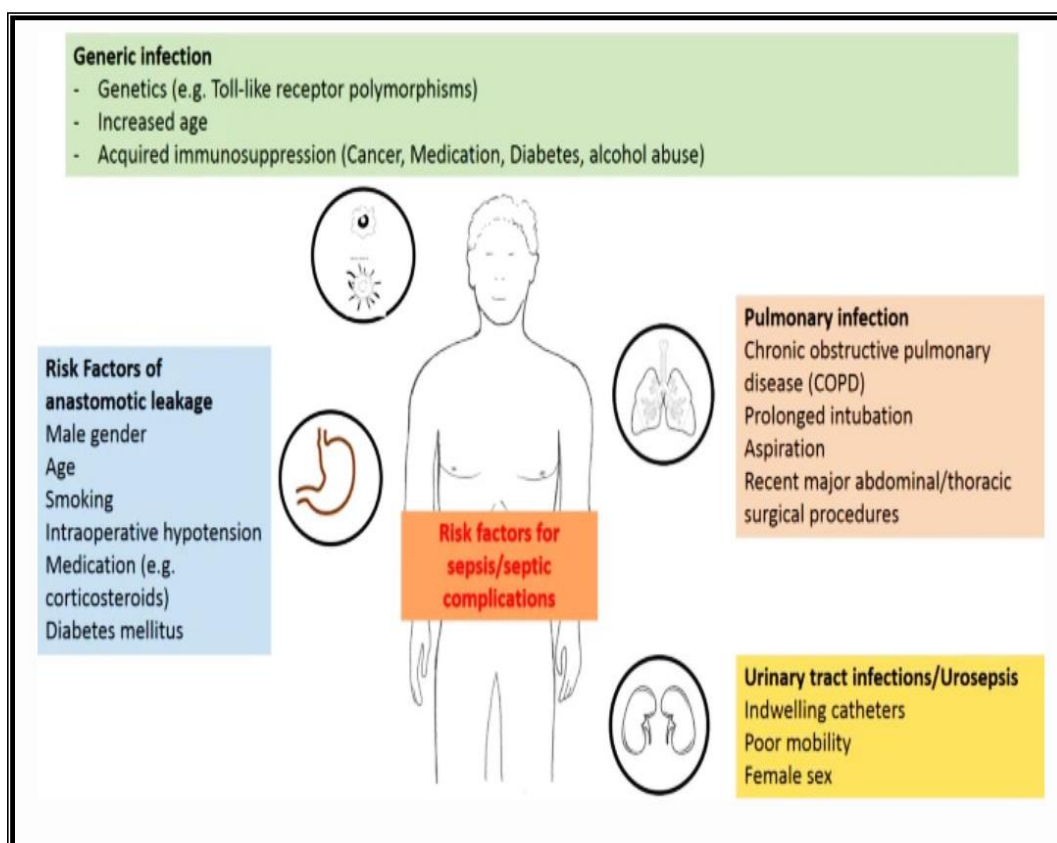 Generic infection
- Genetics (e.g. Toll-like receptor polymorphisms)
- Increased age
- Acquired immunosuppression (Cancer, Medication, Diabetes, alcohol abuse)
Risk Factors of
anastomotic leakage
Male gender
Age
Smoking
Intraoperative hypotension
Medication (e.g.
corticosteroids)
Diabetes mellitus
Risk factors for
sepsis/septic
complications
Pulmonary infection
Chronic obstructive pulmonary
disease (COPD)
Prolonged intubation
Aspiration
Recent major abdominal/thoracic
surgical procedures
Urinary tract infections/Urosepsis
Indwelling catheters
Poor mobility
Female sex